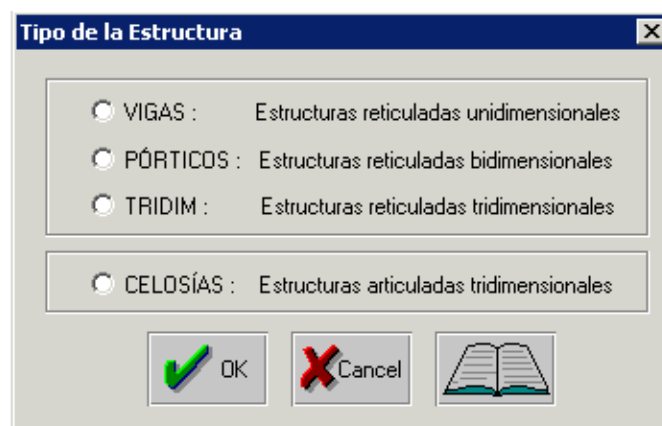 Tipo de la Estructura
VIGAS : Estructuras reticuladas unidimensionales
PÓRTICOS : Estructuras reticuladas bidimensionales
TRIDIM : Estructuras reticuladas tridimensionales
CELOSÍAS : Estructuras articuladas tridimensionales
OK Cancel